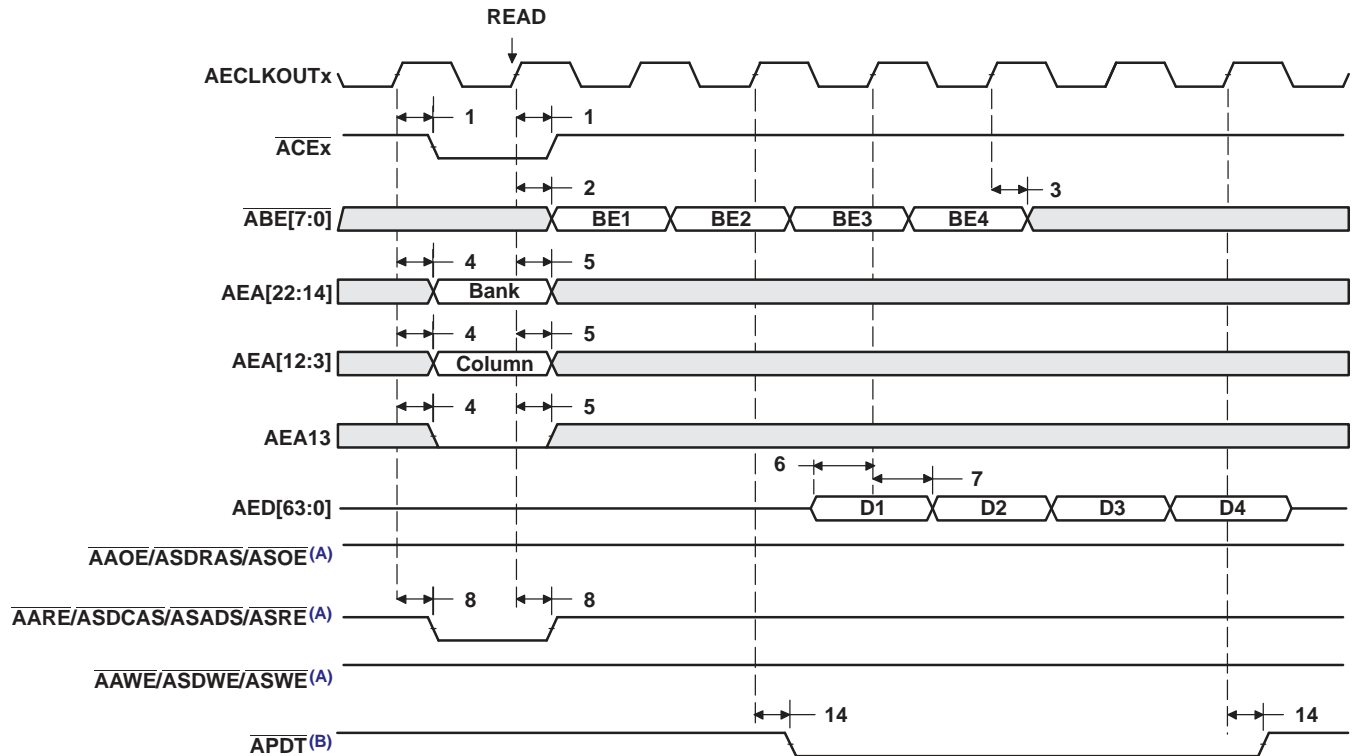 READ
AECLKOUTx
1 1
ACEx
2 3
ABE[7:0] BE1 BE2 BE3 BE4
4 5
AEA[22:14] Bank
4 5
AEA[12:3] Column
4 5
AEA13
6 7
AED[63:0] D1 D2 D3 D4
AAOE/ASDRAS/ASOE(A)
8 8
AARE/ASDCAS/ASADS/ASRE(A)
AAWE/ASDWE/ASWE(A)
14 14
APDT(B)